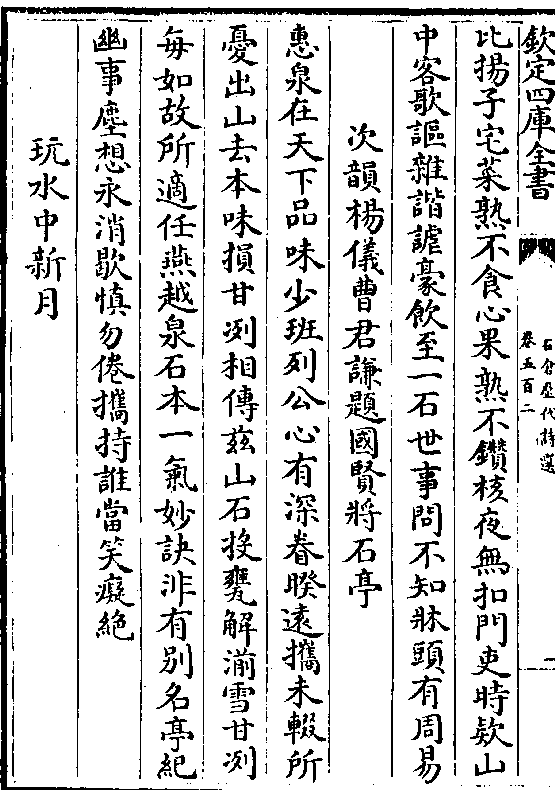 欽定四庫全書
石倉歷代詩選
卷五百二
比揚子宅菜熟不食心果熟不鑽核夜無扣門吏時欵山
中客歌謳雜諧謔豪飲至一石世事問不知牀頭有周易
次韻楊儀曹君謙題國賢將石亭
惠泉在天下品味少班列公心有深眷暌遠攜未輟所
憂出山去本味損甘冽相傳茲山石投甕解湔雪甘冽
每如故所適任燕越泉石本一氣妙訣非有别名亭紀
幽事塵想永消歇慎勿倦攜持誰當笑癡絶
玩水中新月